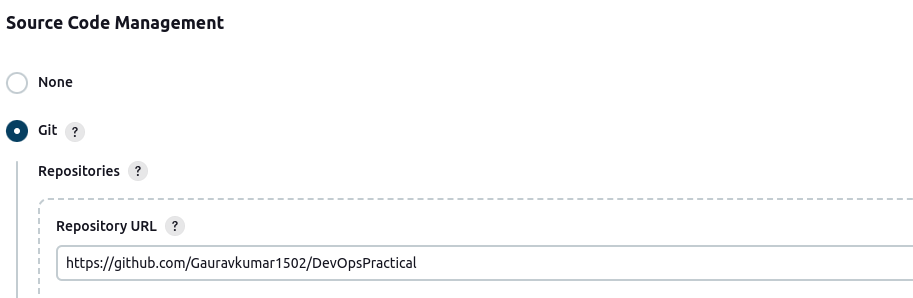 Source Code Management
None
Git ?
Repositories ?
Repository URL ?
https://github.com/Gauravkumar1502/DevOpsPractical